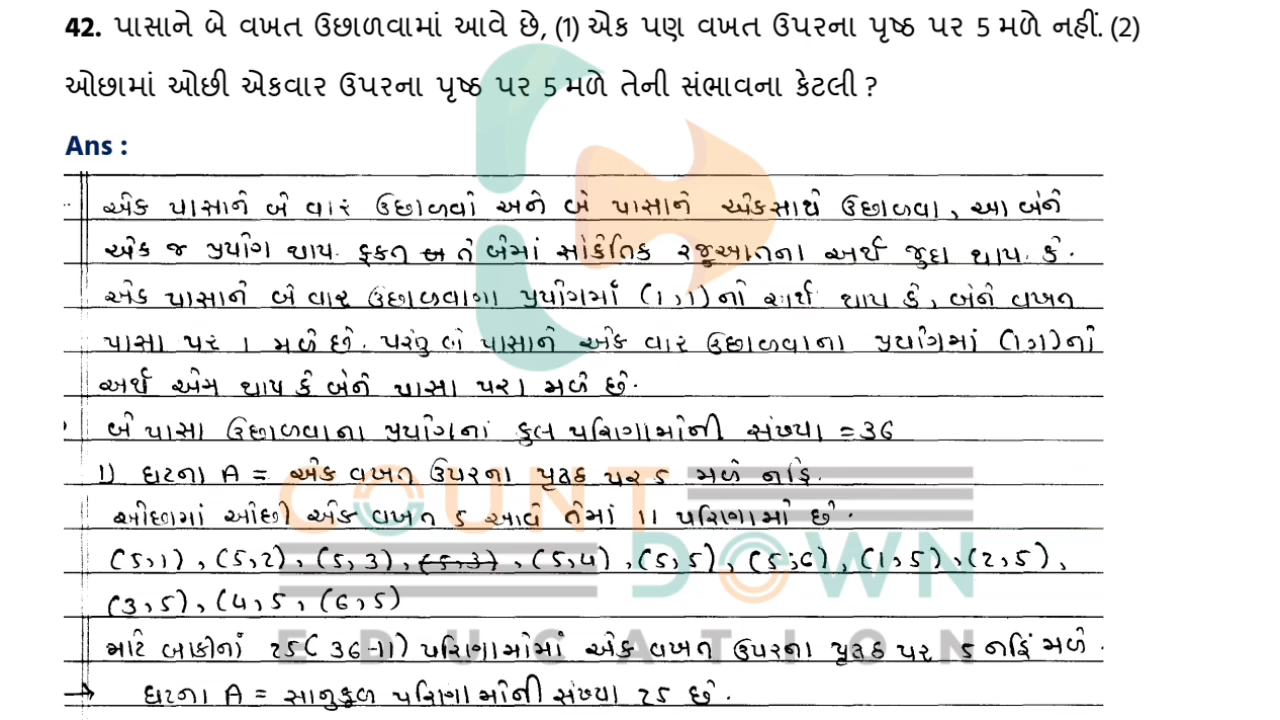 42. પાસાને બે વખત ઉછાળવામાં આવે છે, (1) એક પણ વખત ઉપરના પૃષ્ઠ પર 5 મળે નહીં. (2)
ઓછામાં ઓછી એકવાર ઉપરના પૃષ્ઠ પર 5 મળે તેની સંભાવના કેટલી ?
Ans :
એક પાસાને બે વાર ઉછાળવો અને બે પાસાને એકસાથે ઉછાળવા, આ બંને
એક જ પ્રયોગ થાય. ફક્ત તે બેમાં સાંકેતિક રજૂઆતના અર્થ જુદા થાય. કે.
એક પાસાને બે વાર ઉછાળવાના પ્રયોગમાં (1,1)નો અર્થ થાય કે, બંને વખત
પાસા પર 1 મળે છે. પરંતુ બે પાસાને એક વાર ઉછાળવાના પ્રયોગમાં (1,1)નો
અર્થ એમ થાય કે બંને પાસા પર 1 મળે છે.
બે પાસા ઉછાળવાના પ્રયોગનાં કુલ પરિણામોની સંખ્યા = 36
1) ઘટના A = એક વખત ઉપરના પૃષ્ઠ પર 5 મળે નહિ.
ઓછામાં ઓછી એક વખત 5 આવે તેમાં 11 પરિણામો છે.
(5,1), (5,2), (5,3), (5,3), (5,4), (5,5), (5,6), (1,5), (2,5),
(3,5), (4,5, (6,5)
માટે બાકીનાં 25(36-11) પરિણામોમાં એક વખત ઉપરના પૃષ્ઠ પર 5 નહિં મળે.
→ ઘટના A = સાનુકૂળ પરિણામોની સંખ્યા 25 છે.
COUNT
DOWN
EDUCATION